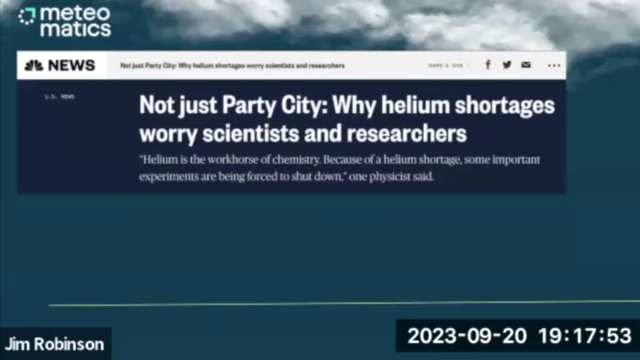 meteo
matics
NEWS
Not just Party City: Why helium shortages worry scientists and researchers
SHARE & SAVE
U.S. NEWS
Not just Party City: Why helium shortages
worry scientists and researchers
“Helium is the workhorse of chemistry. Because of a helium shortage, some important
experiments are being forced to shut down,” one physicist said.
Jim Robinson
2023-09-20 19:17:53